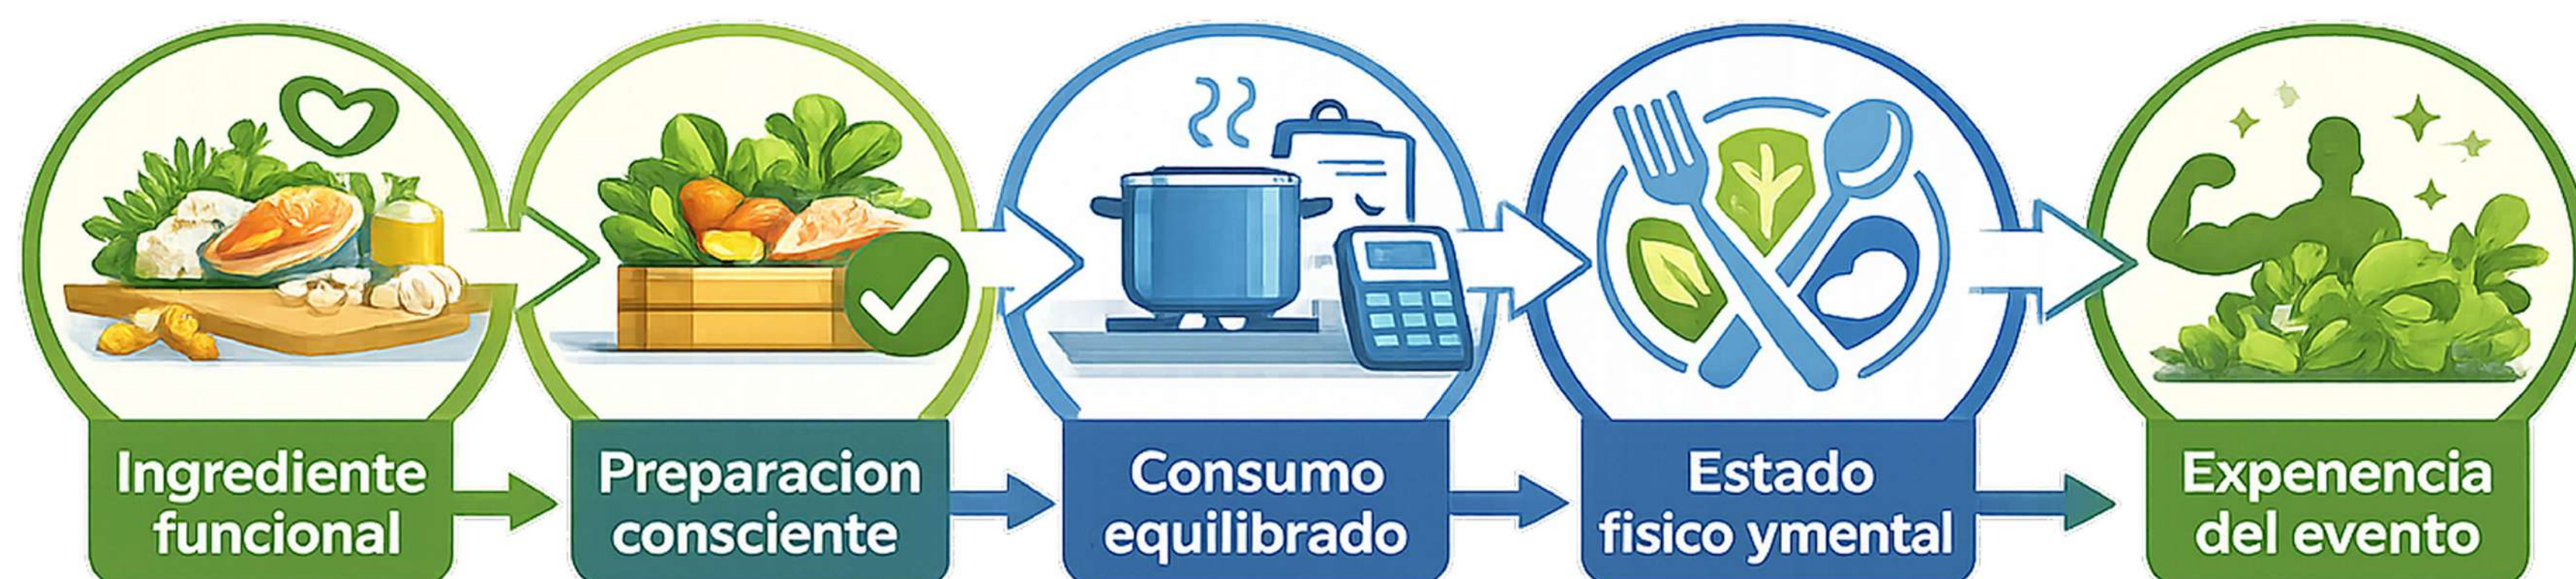 Ingrediente
funcional
Preparacion
consciente
Consumo
equilibrado
Estado
fisico ymental
Expenencia
del evento